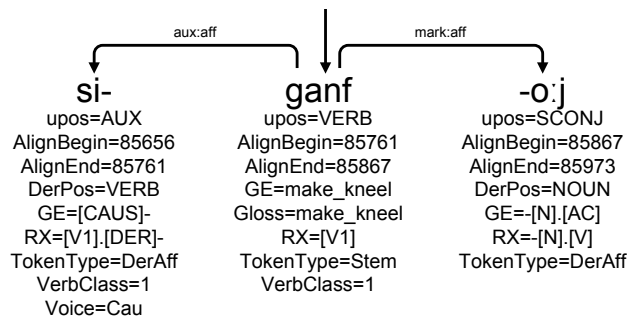 aux:aff mark:aff
si- ganf -oːj
upos=AUX upos=VERB upos=SCONJ
AlignBegin=85656 AlignBegin=85761 AlignBegin=85867
AlignEnd=85761 AlignEnd=85867 AlignEnd=85973
DerPos=VERB GE=make_kneel DerPos=NOUN
GE=[CAUS]- Gloss=make_kneel GE=-[N].[AC]
RX=[V1].[DER]- RX=[V1] RX=-[N].[V]
TokenType=DerAff TokenType=Stem TokenType=DerAff
VerbClass=1 VerbClass=1
Voice=Cau